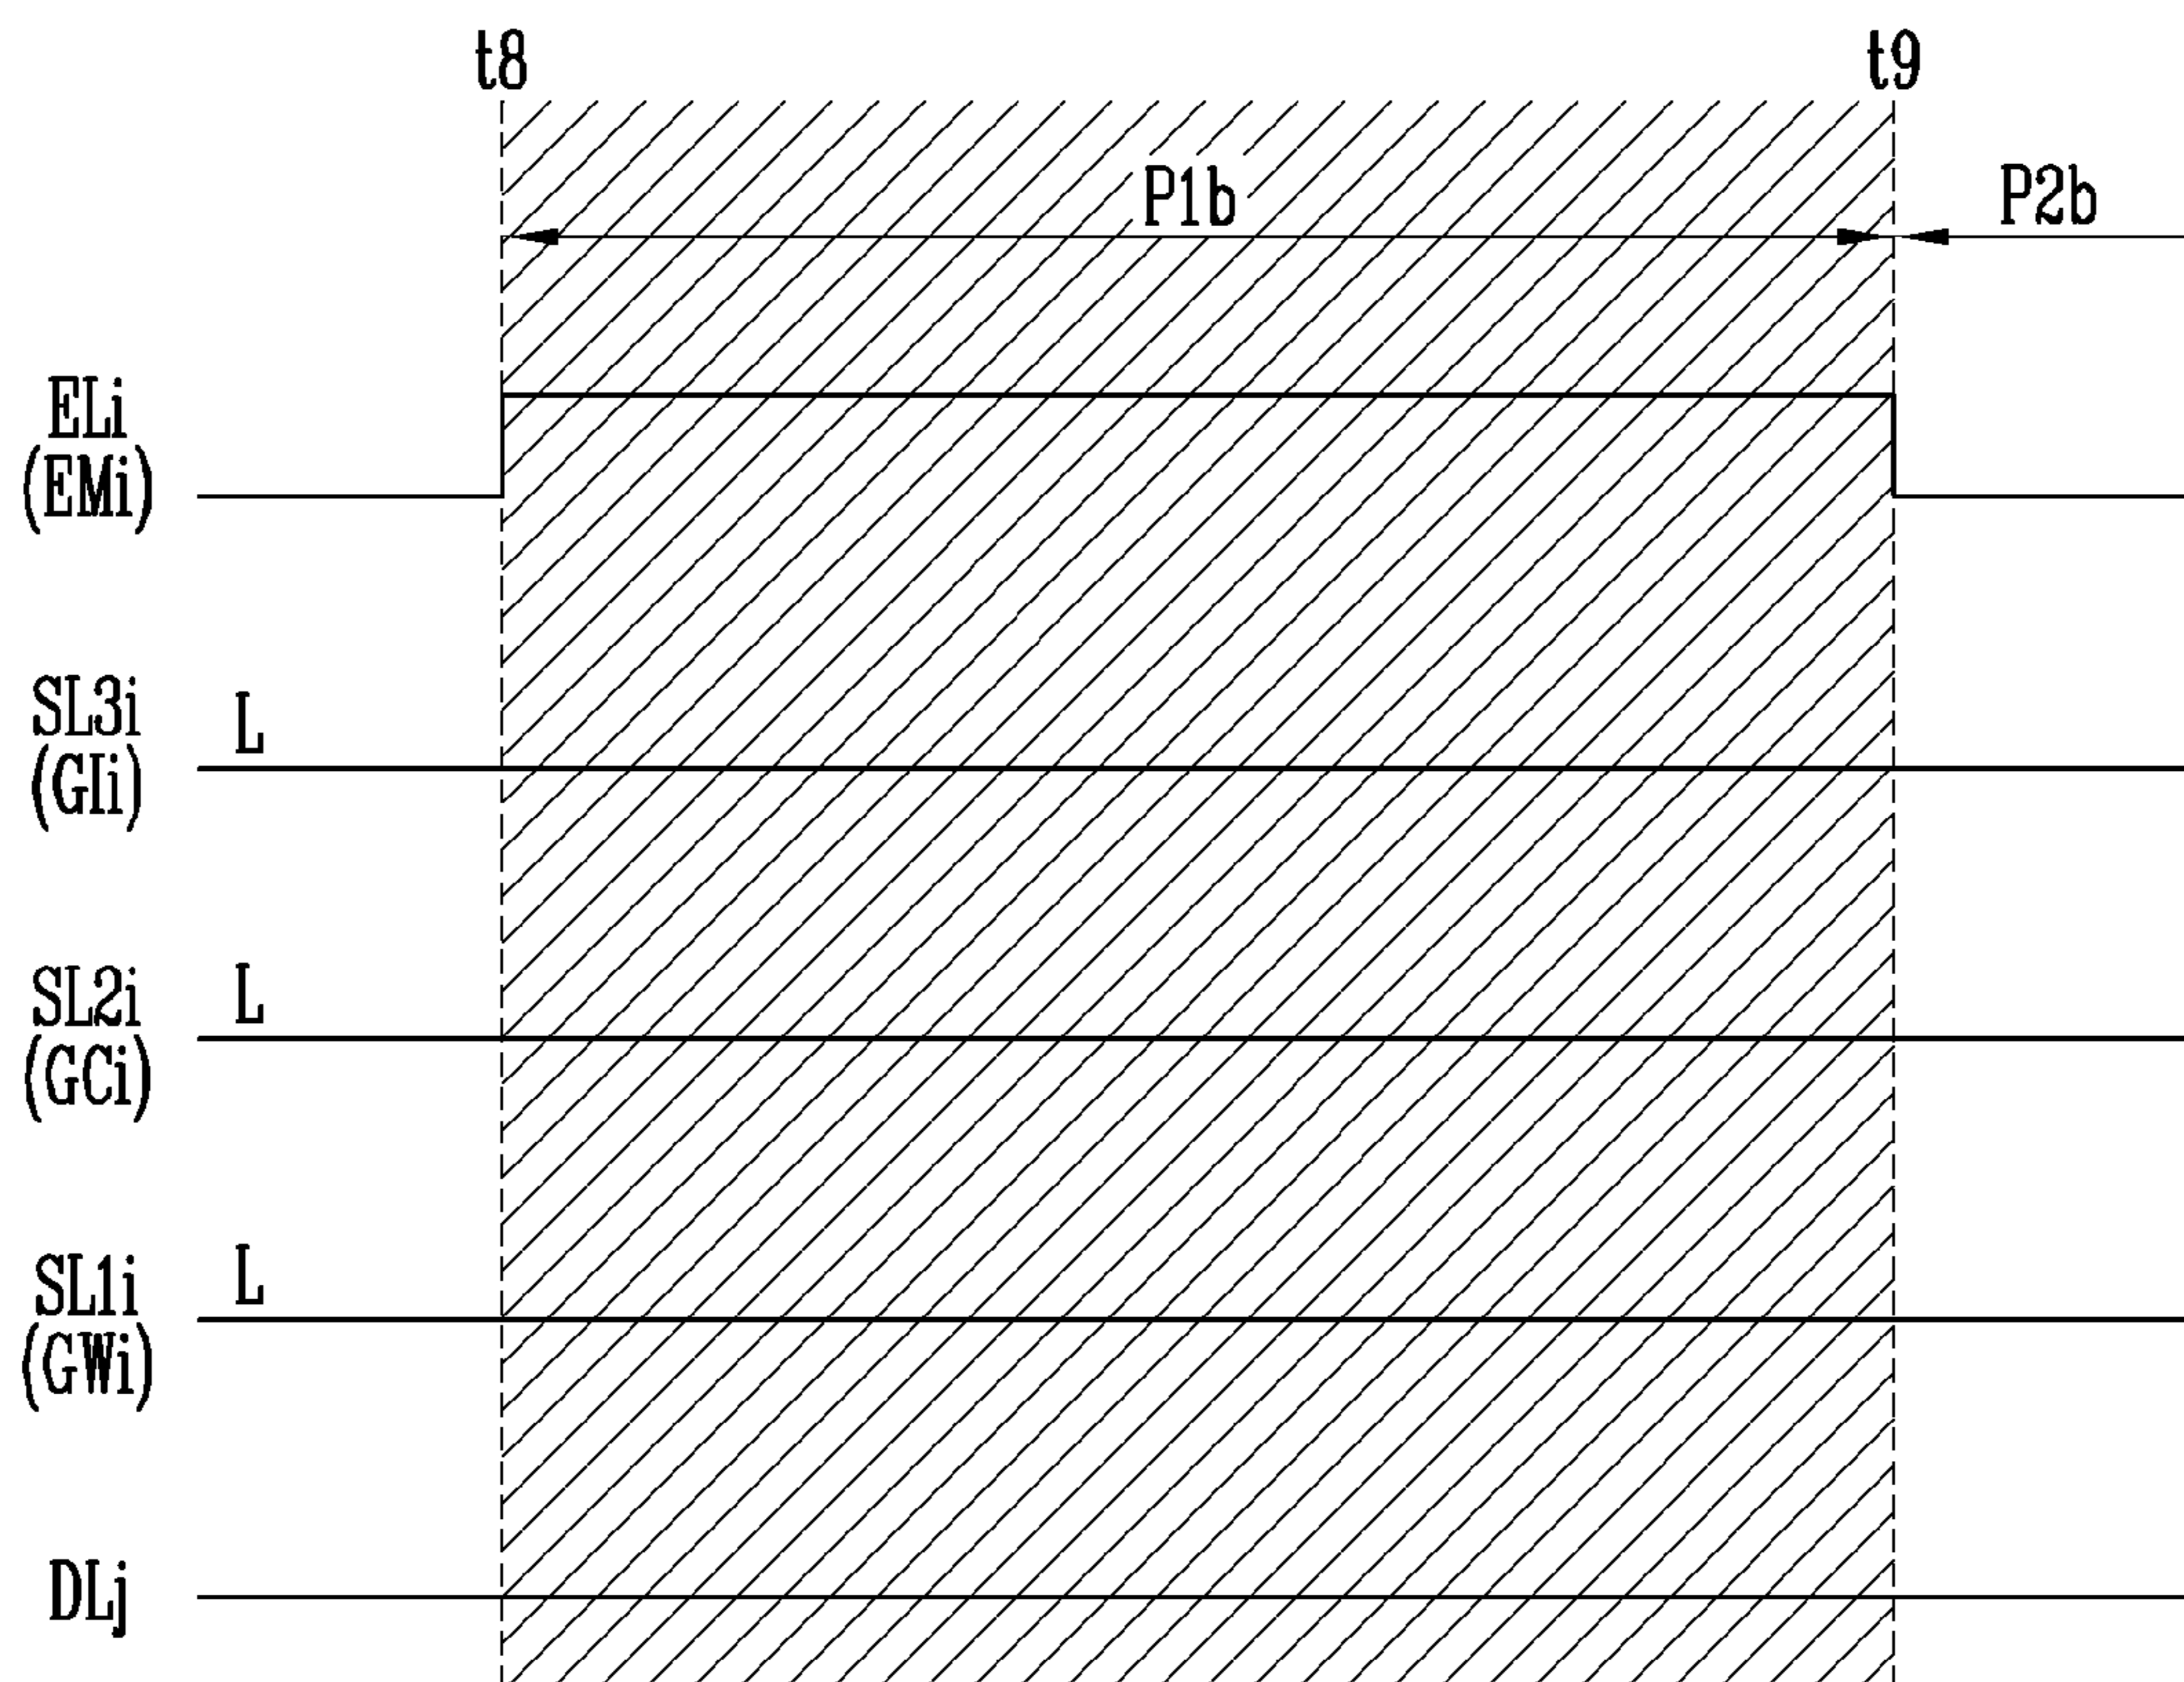 t8
t9
P1b
P2b
ELi
(EMi)
L
SL3i
(GIi)
L
SL2i
(GCi)
L
SL1i
(GWi)
DLj